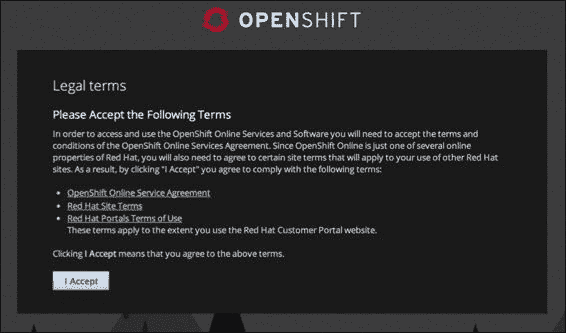 OPENSHIFT
Legal terms
Please Accept the Following Terms
In order to access and use the OpenShift Online Services and Software you will need to accept the terms and
conditions of the OpenShift Online Services Agreement. Since OpenShift Online is just one of several online
properties of Red Hat, you will also need to agree to certain site terms that will apply to your use of other Red Hat
sites. As a result, by clicking "I Accept" you agree to comply with the following terms:
• OpenShift Online Service Agreement
• Red Hat Site Terms
• Red Hat Portals Terms of Use
These terms apply to the extent you use the Red Hat Customer Portal website.
Clicking I Accept means that you agree to the above terms.
I Accept